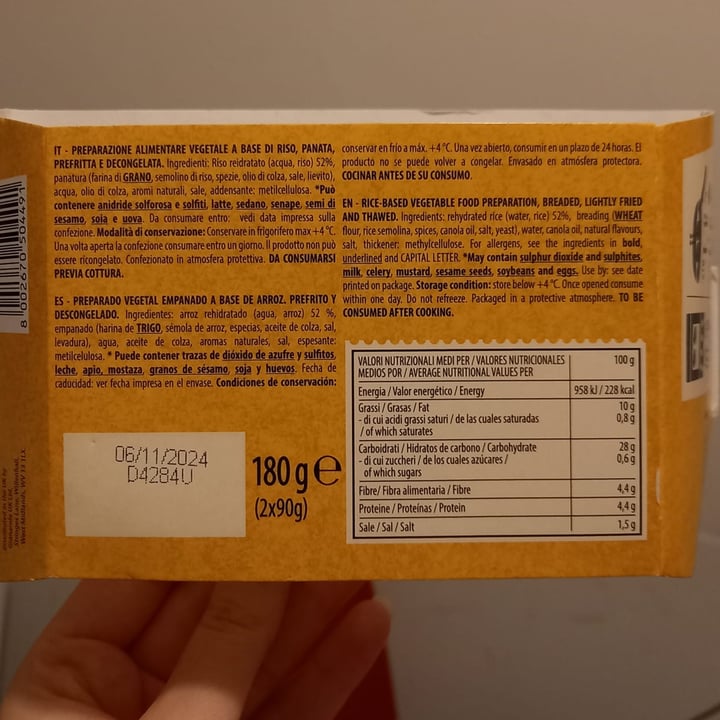 IT - PREPARAZIONE ALIMENTARE VEGETALE A BASE DI RISO, PANATA,
PREFRITTA E DECONGELATA. Ingredienti: Riso reidratato (acqua, riso) 52%,
panatura (farina di GRANO, semolino di riso, spezie, olio di colza, sale, lievito),
acqua, olio di colza, aromi naturali, sale, addensante: metilcellulosa. *Può
contenere anidride solforosa e solfiti, latte, sedano, senape, semi di
sesamo, soia e uova. Da consumare entro: vedi data impressa sulla
confezione. Modalità di conservazione: Conservare in frigorifero max +4°C.
Una volta aperta la confezione consumare entro un giorno. Il prodotto non può
essere ricongelato. Confezionato in atmosfera protettiva. DA CONSUMARSI
PREVIA COTTURA.
ES - PREPARADO VEGETAL EMPANADO A BASE DE ARROZ, PREFRITO Y
DESCONGELADO. Ingredientes: arroz rehidratado (agua, arroz) 52 %,
empanado (harina de TRIGO, sémola de arroz, especias, aceite de colza, sal,
levadura), agua, aceite de colza, aromas naturales, sal, espesante:
metilcelulosa. * Puede contener trazas de dióxido de azufre y sulfitos,
leche, apio, mostaza, granos de sésamo, soja y huevos. Fecha de
caducidad: ver fecha impresa en el envase. Condiciones de conservación:
conservar en frío a máx. +4°C. Una vez abierto, consumir en un plazo de 24 horas. El
producto no se puede volver a congelar. Envasado en atmósfera protectora.
COCINAR ANTES DE SU CONSUMO.
EN - RICE-BASED VEGETABLE FOOD PREPARATION, BREADED, LIGHTLY FRIED
AND THAWED. Ingredients: rehydrated rice (water, rice) 52%, breading (WHEAT
flour, rice semolina, spices, canola oil, salt, yeast), water, canola oil, natural flavours,
salt, thickener: methylcellulose. For allergens, see the ingredients in bold,
underlined and CAPITAL LETTER. *May contain sulphur dioxide and sulphites,
milk, celery, mustard, sesame seeds, soybeans and eggs. Use by: see date
printed on package. Storage condition: store below +4°C. Once opened consume
within one day. Do not refreeze. Packaged in a protective atmosphere. TO BE
CONSUMED AFTER COOKING.
VALORI NUTRIZIONALI MEDI PER / VALORES NUTRICIONALES
MEDIOS POR / AVERAGE NUTRITIONAL VALUES PER 100 g
Energia / Valor energético / Energy 958 kJ / 228 kcal
Grassi / Grasas / Fat 10 g
- di cui acidi grassi saturi / de las cuales saturadas 0,8 g
/ of which saturates
Carboidrati / Hidratos de carbono / Carbohydrate 28 g
- di cui zuccheri / de los cuales azúcares / 0,6 g
of which sugars
Fibre/ Fibra alimentaria / Fibre 4,4 g
Proteine / Proteínas / Protein 4,4 g
Sale / Sal / Salt 1,5 g
06/11/2024
D4284U
180 g e
(2x90g)
8 002670 504491
Distributed in the UK by
West Midlands, WV13